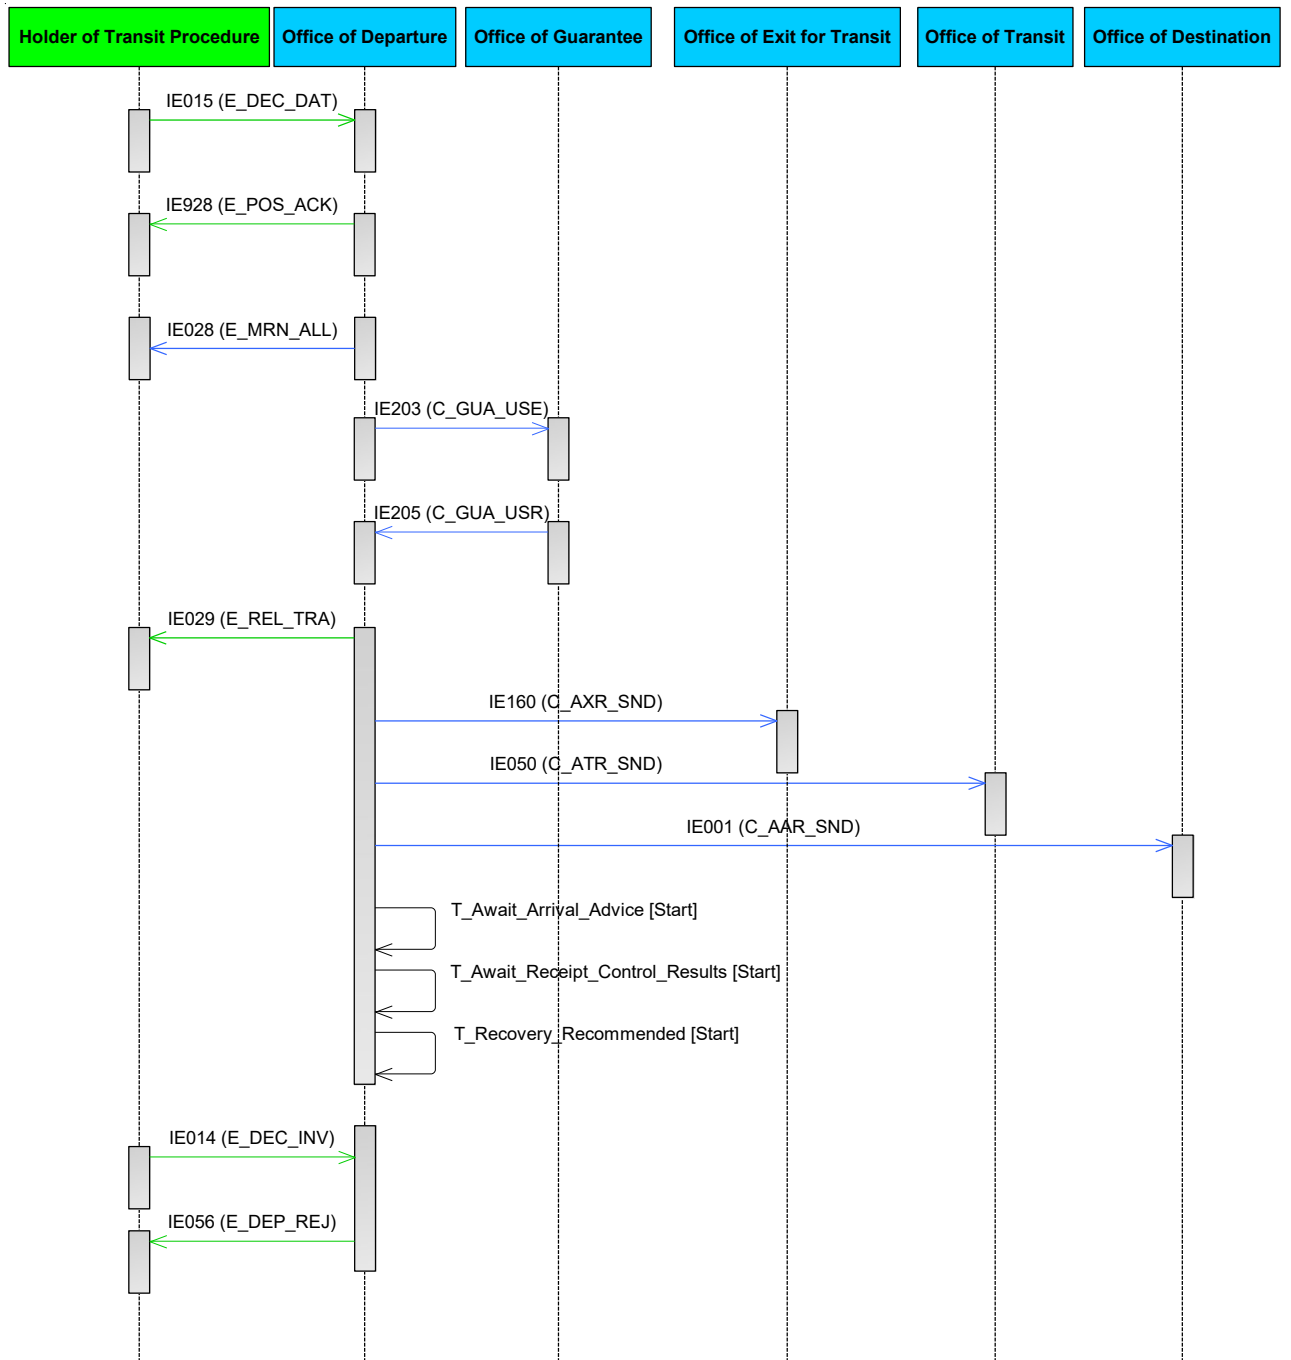 Holder of Transit Procedure
Office of Departure
Office of Guarantee
Office of Exit for Transit
Office of Transit
Office of Destination
IE015 (E_DEC_DAT)
IE928 (E_POS_ACK)
IE028 (E_MRN_ALL)
IE203 (C_GUA_USE)
IE205 (C_GUA_USR)
IE029 (E_REL_TRA)
IE160 (C_AXR_SND)
IE050 (C_ATR_SND)
IE001 (C_AAR_SND)
T_Await_Arrival_Advice [Start]
T_Await_Receipt_Control_Results [Start]
T_Recovery_Recommended [Start]
IE014 (E_DEC_INV)
IE056 (E_DEP_REJ)